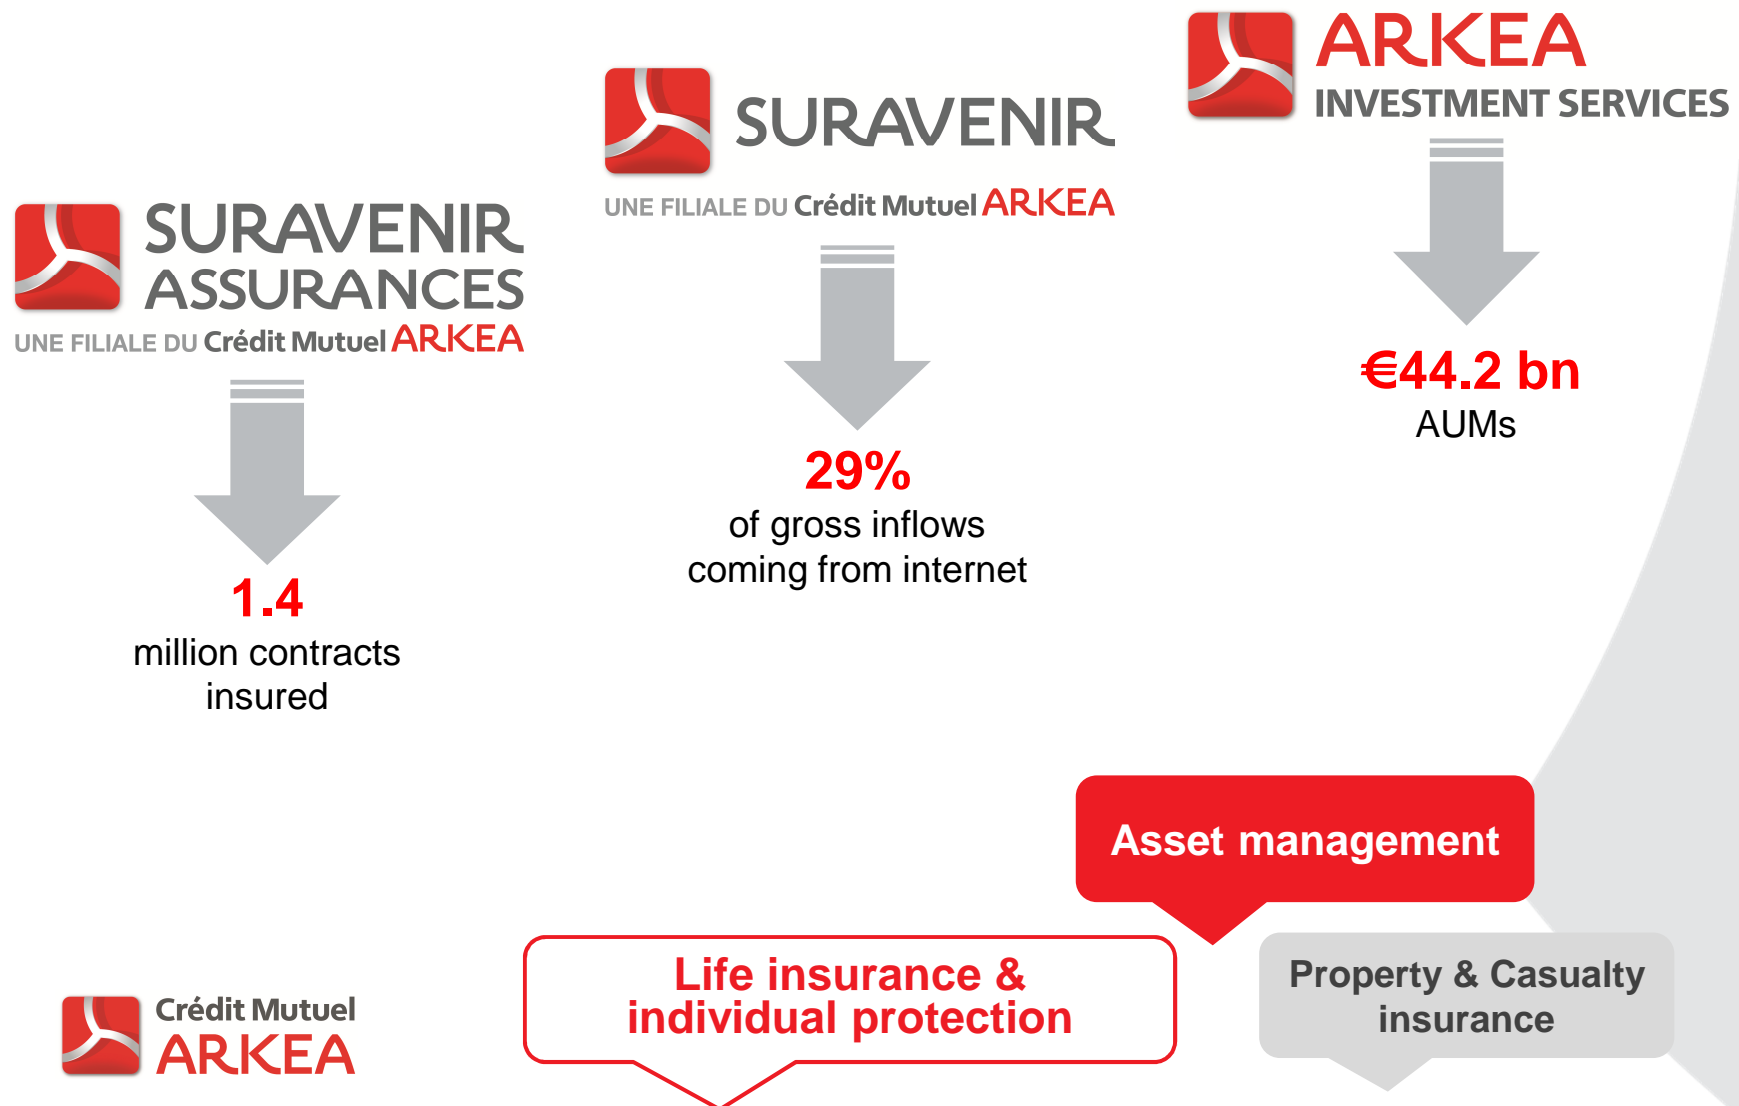 ARKEA
INVESTMENT SERVICES
€44.2 bn
AUMs
SURAVENIR
UNE FILIALE DU Crédit Mutuel ARKEA
29%
of gross inflows
coming from internet
SURAVENIR
ASSURANCES
UNE FILIALE DU Crédit Mutuel ARKEA
1.4
million contracts
insured
Asset management
Life insurance &
individual protection
Property & Casualty
insurance
Crédit Mutuel
ARKEA